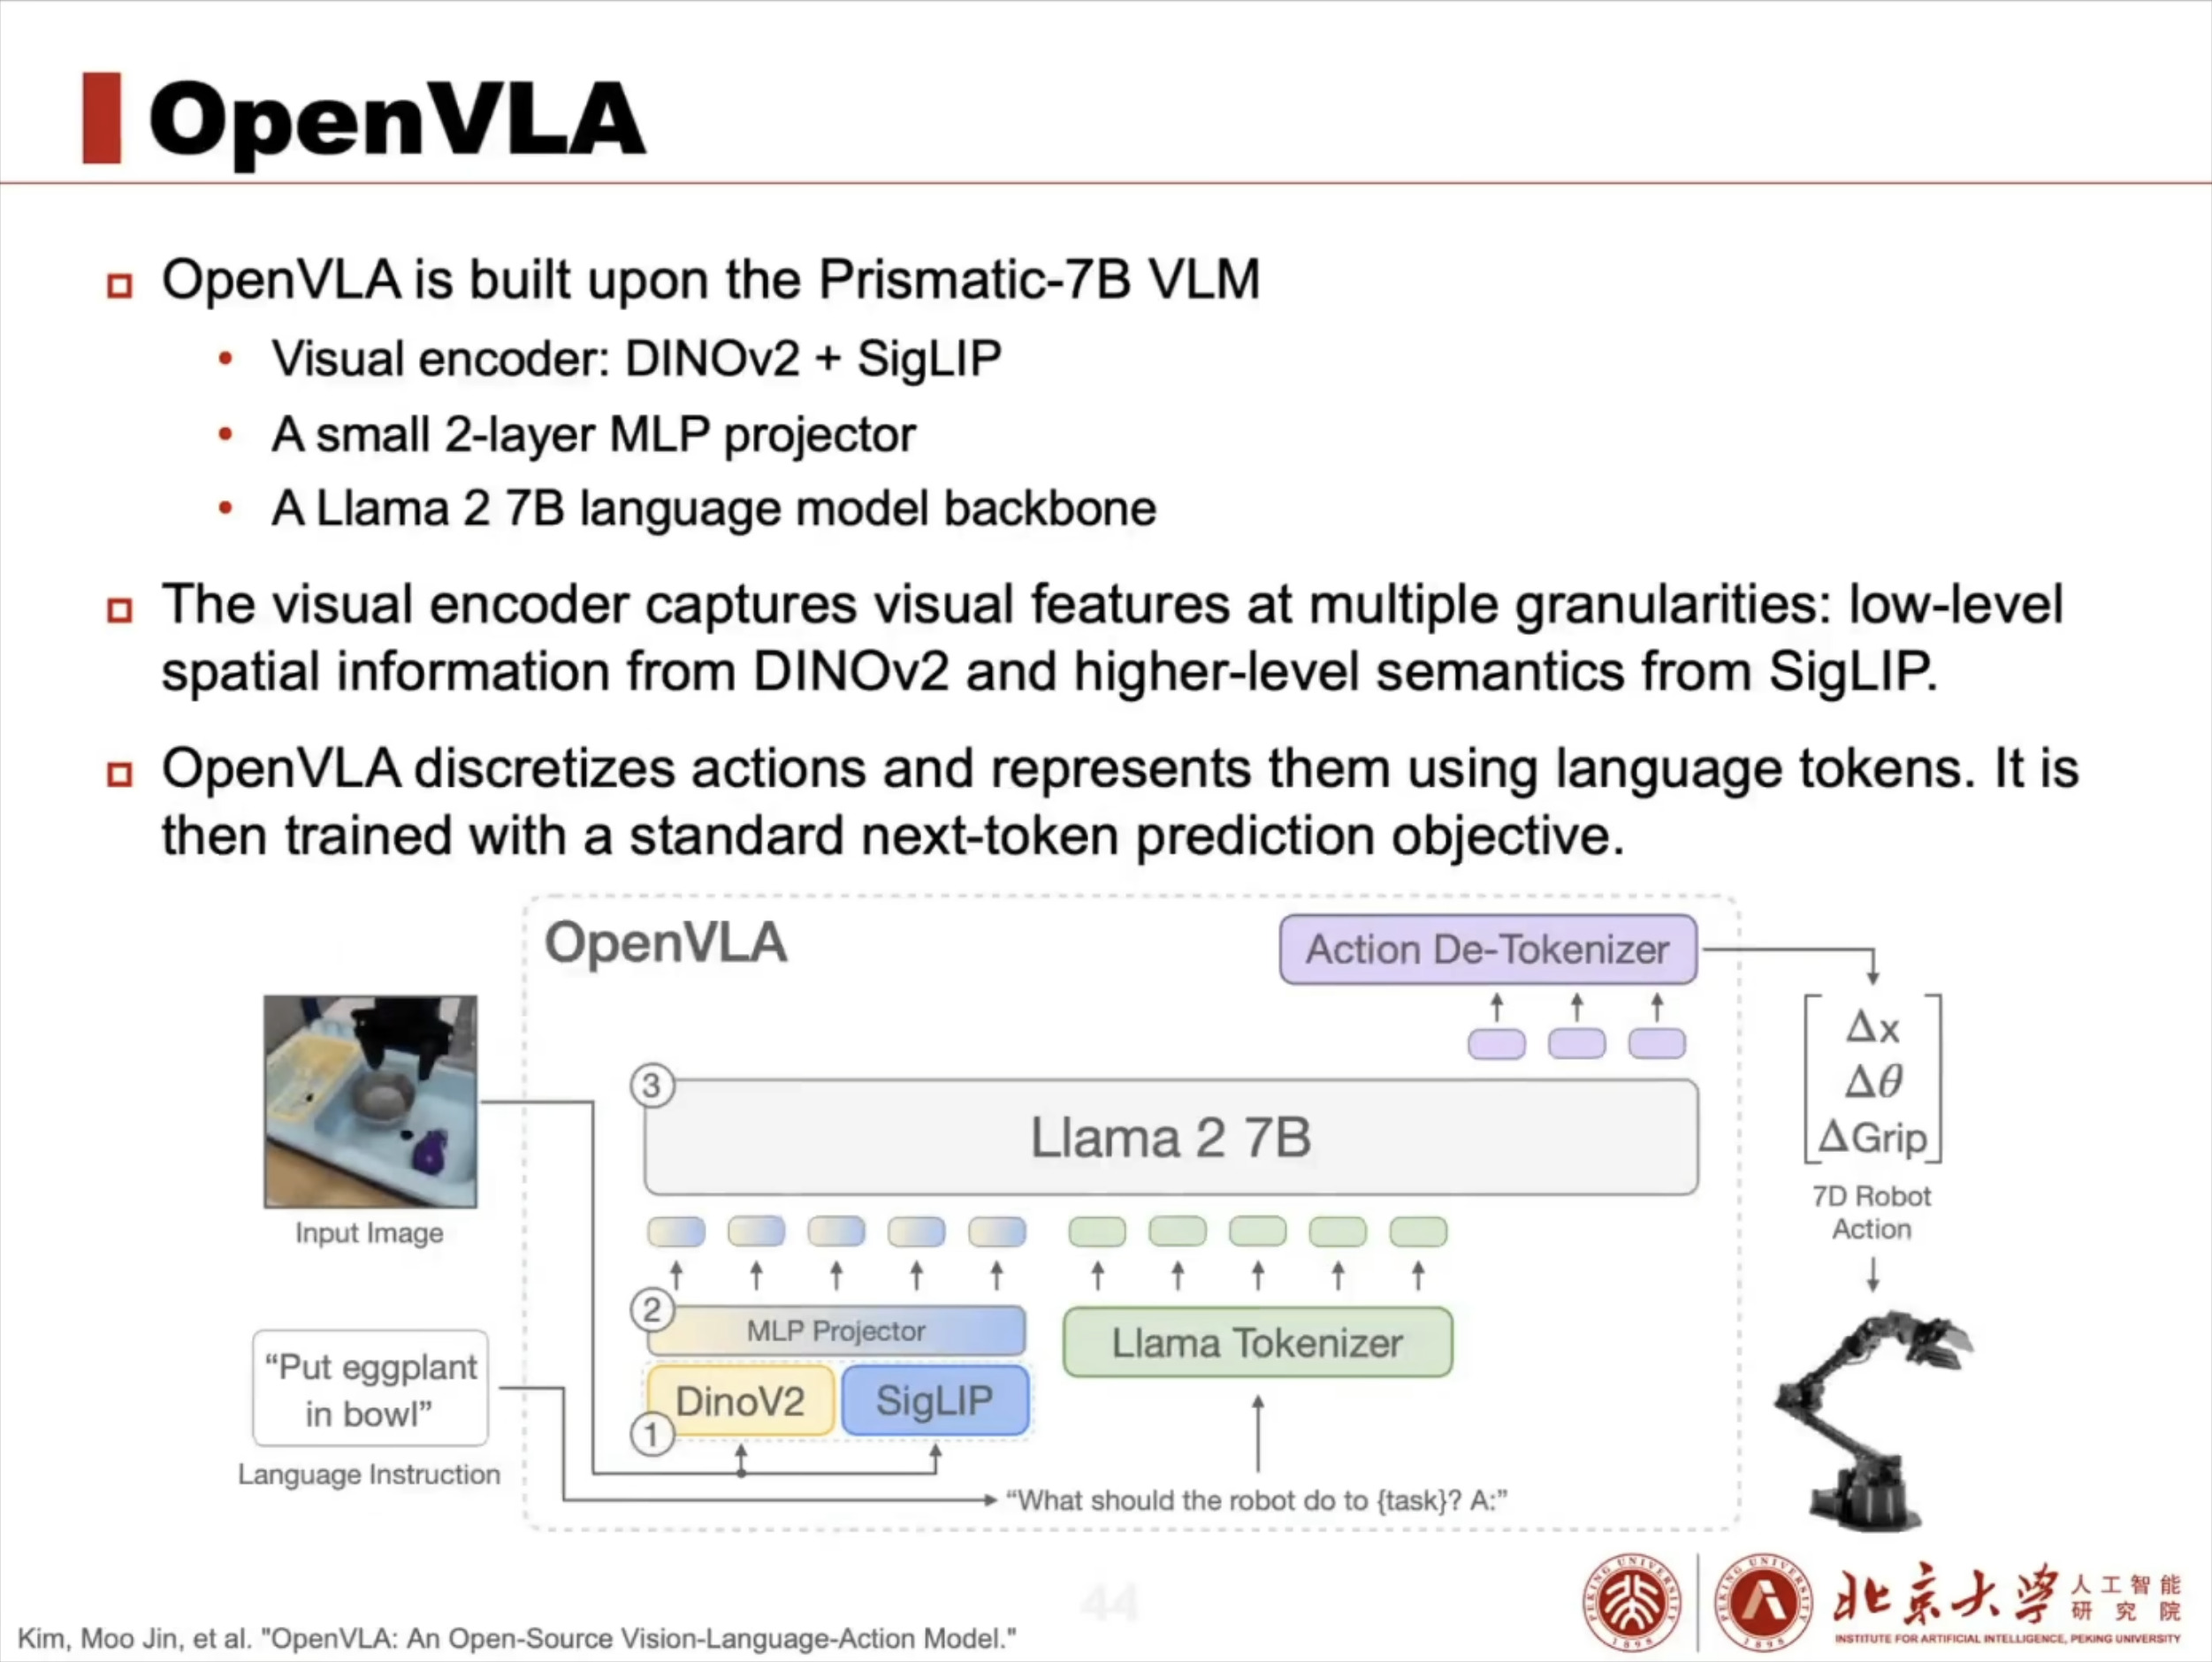 OpenVLA
OpenVLA is built upon the Prismatic-7B VLM
Visual encoder: DINOv2 + SigLIP
A small 2-layer MLP projector
A Llama 2 7B language model backbone
The visual encoder captures visual features at multiple granularities: low-level
spatial information from DINOv2 and higher-level semantics from SigLIP.
OpenVLA discretizes actions and represents them using language tokens. It is
then trained with a standard next-token prediction objective.
OpenVLA
Action De-Tokenizer
Δx
Δθ
ΔGrip
7D Robot
Action
3
Llama 2 7B
Input Image
2
MLP Projector
Llama Tokenizer
DinoV2
SigLIP
1
“Put eggplant
in bowl”
Language Instruction
“What should the robot do to {task}? A:”
44
Kim, Moo Jin, et al. "OpenVLA: An Open-Source Vision-Language-Action Model."
PEKING UNIVERSITY
1898
PEKING UNIVERSITY
1898
北京大学
人工智能
研究院
INSTITUTE FOR ARTIFICIAL INTELLIGENCE, PEKING UNIVERSITY